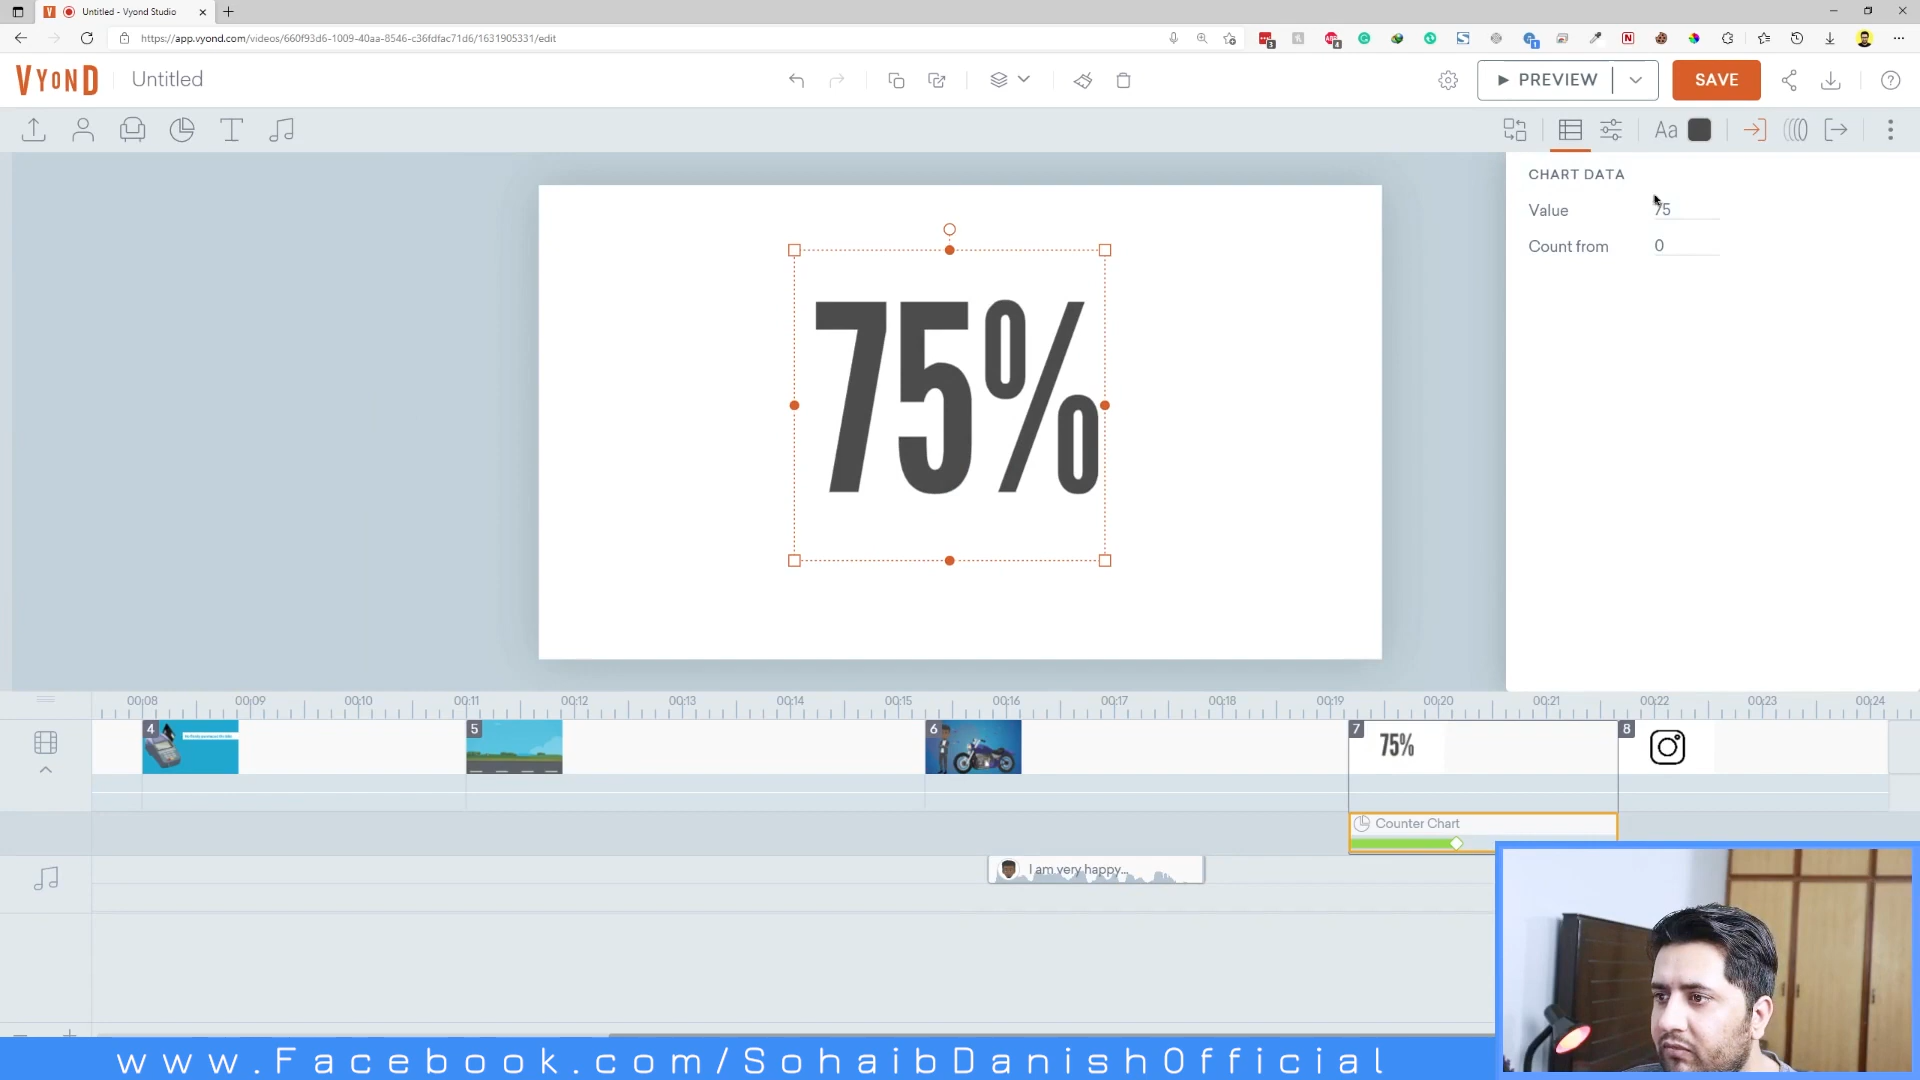 Untitled - Vyond Studio
https://app.vyond.com/videos/660f93d6-1009-40aa-8546-c36fdfac71d6/1631905331/edit
VYOND
Untitled
PREVIEW
SAVE
Aa
CHART DATA
Value 75
Count from 0
75%
00:08 00:09 00:10 00:11 00:12 00:13 00:14 00:15 00:16 00:17 00:18 00:19 00:20 00:21 00:22 00:23 00:24
4 5 6 7 75% 8
Counter Chart
I am very happy...
www.Facebook.com/SohaibDanishOfficial